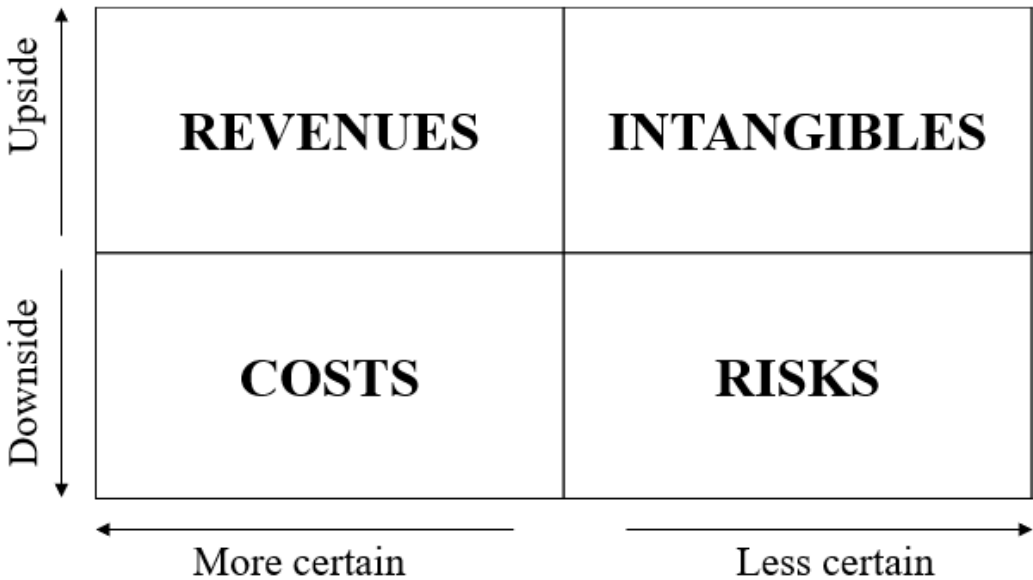 Upside
REVENUES
INTANGIBLES
Downside
COSTS
RISKS
More certain
Less certain